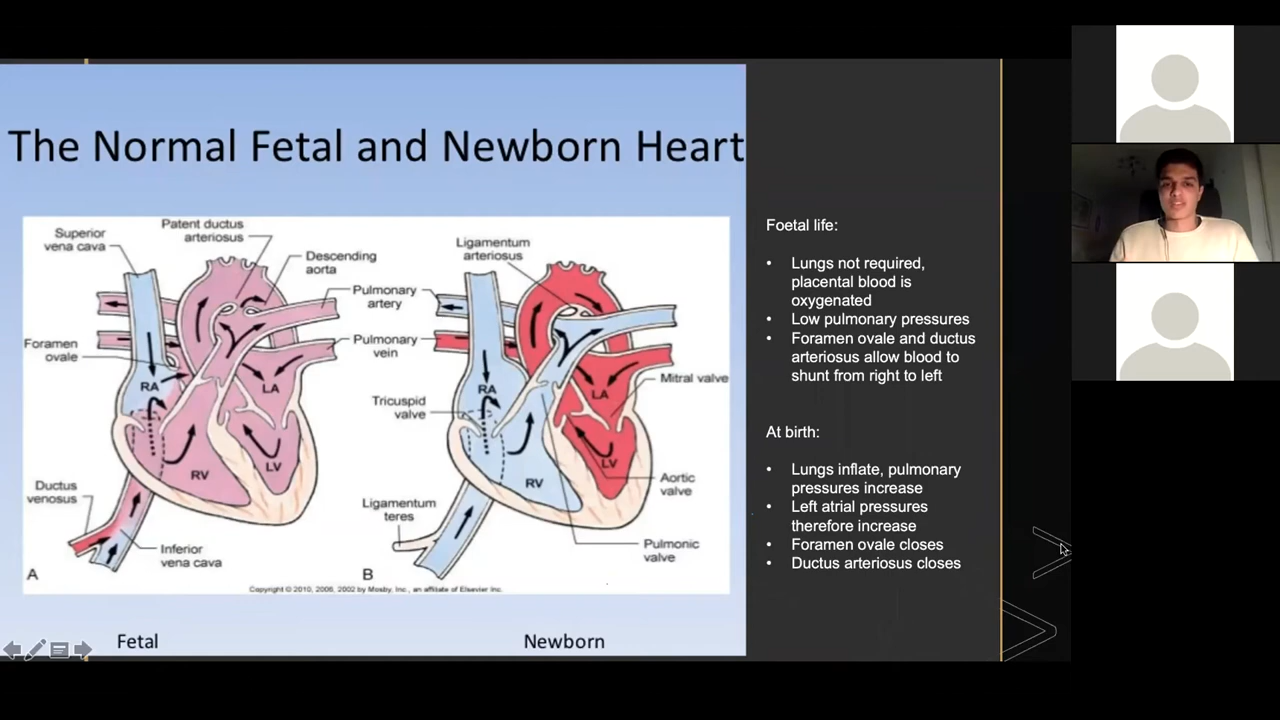 The Normal Fetal and Newborn Heart
Superior
vena cava
Patent ductus
arteriosus
Descending
aorta
Pulmonary
artery
Foramen
ovale
Pulmonary
vein
RA
LA
RV
LV
Ductus
venosus
Inferior
vena cava
A
Ligamentum
arteriosus
Mitral valve
Tricuspid
valve
RA
LA
RV
LV
Ligamentum
teres
Aortic
valve
Pulmonic
valve
B
Copyright © 2010, 2006, 2002 by Mosby, Inc., an affiliate of Elsevier Inc.
Fetal
Newborn
Foetal life:
• Lungs not required,
placental blood is
oxygenated
• Low pulmonary pressures
• Foramen ovale and ductus
arteriosus allow blood to
shunt from right to left
At birth:
• Lungs inflate, pulmonary
pressures increase
• Left atrial pressures
therefore increase
• Foramen ovale closes
• Ductus arteriosus closes